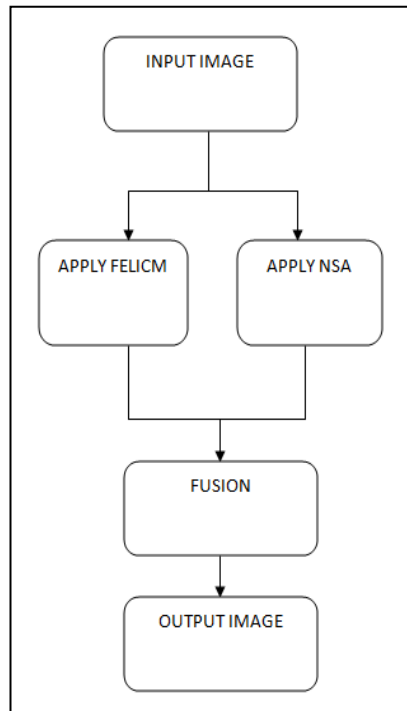 INPUT IMAGE
APPLY FELICM
APPLY NSA
FUSION
OUTPUT IMAGE